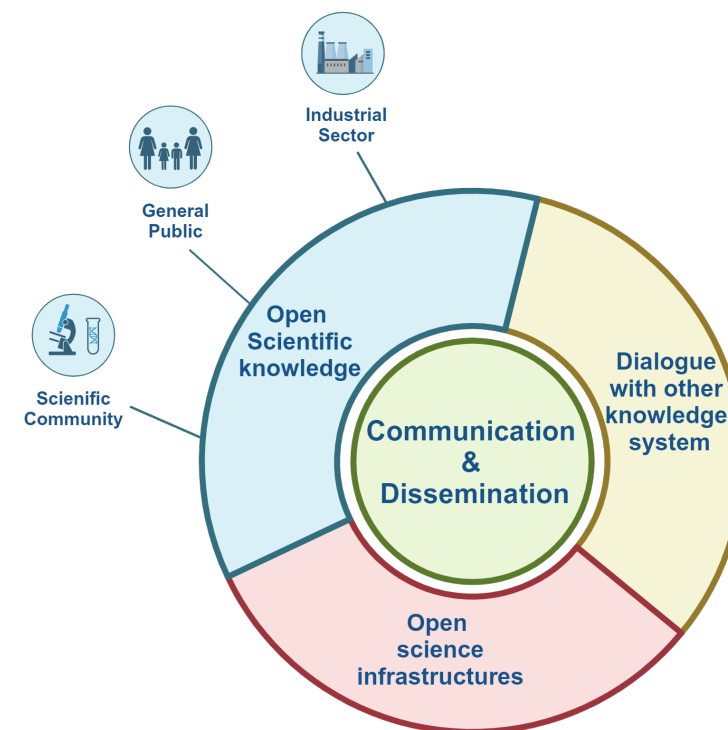 Industrial
Sector
General
Public
Scienific
Community
Open
Scientific
knowledge
Dialogue
with other
knowledge
system
Communication
&
Dissemination
Open
science
infrastructures